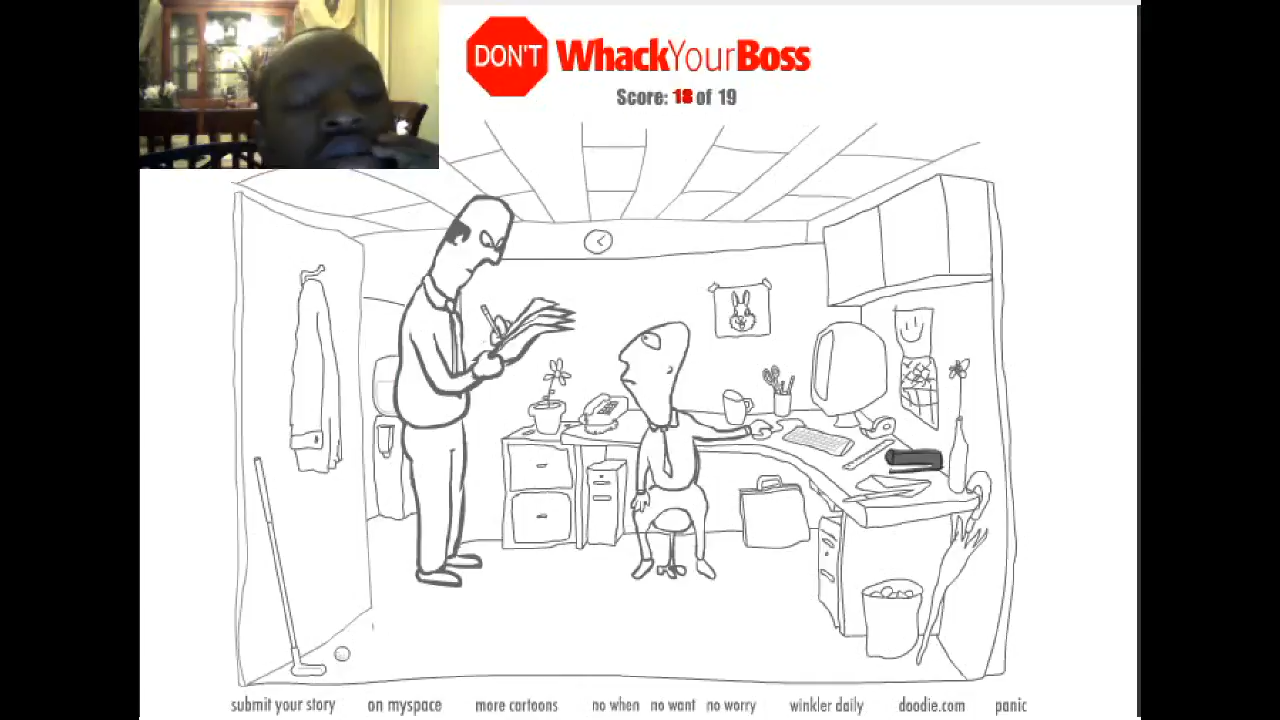 DON'T WhackYourBoss
Score: 18 of 19
submit your story on myspace more cartoons no when no want no worry winkler daily doodie.com panic